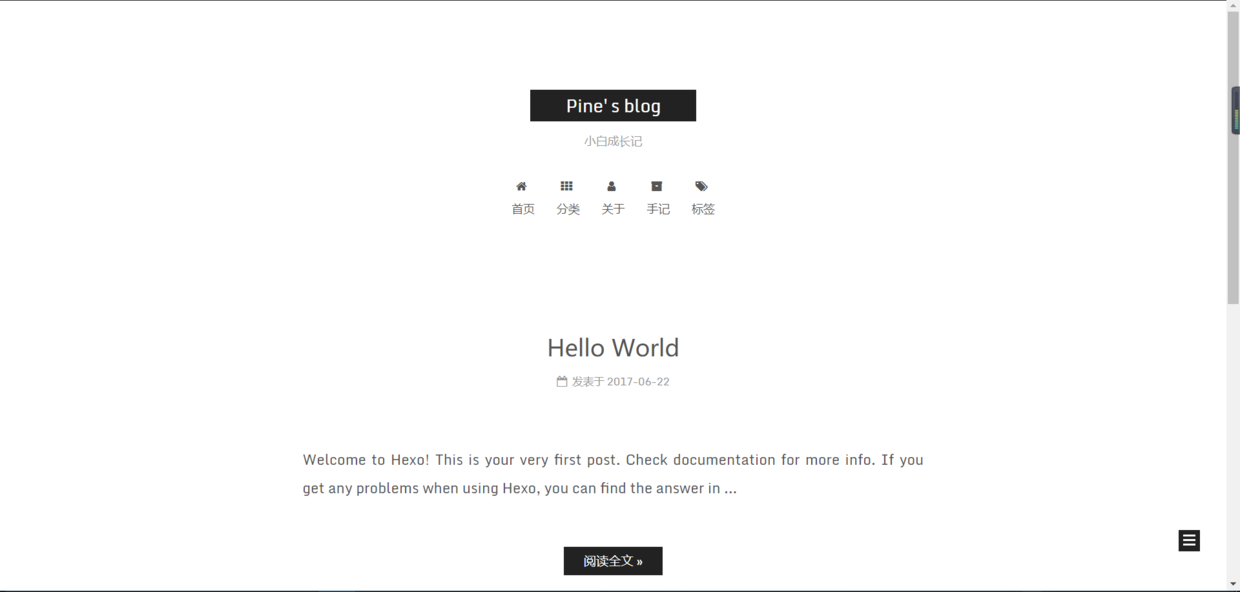 Pine's blog
小白成长记
首页 分类 关于 手记 标签
Hello World
发表于 2017-06-22
Welcome to Hexo! This is your very first post. Check documentation for more info. If you
get any problems when using Hexo, you can find the answer in ...
阅读全文 »